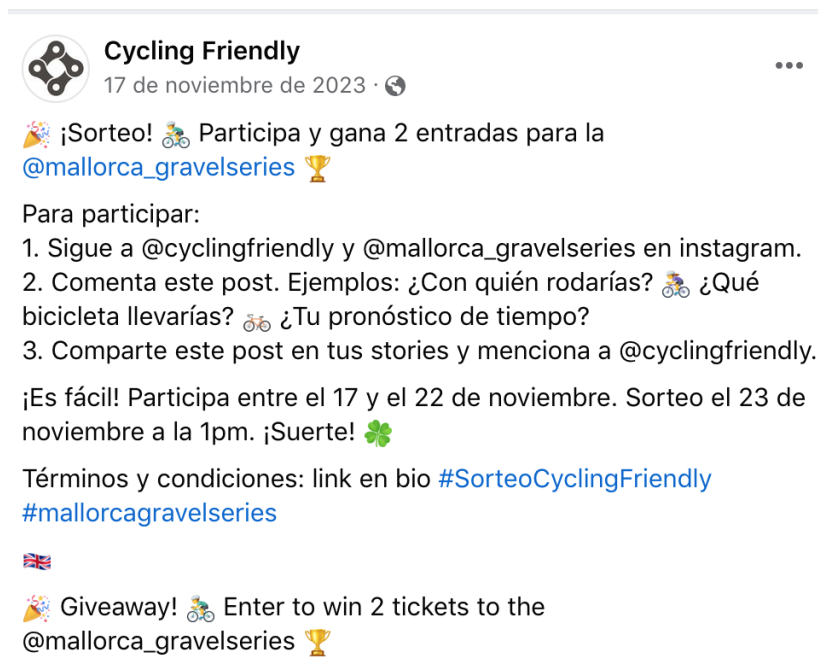 Cycling Friendly
17 de noviembre de 2023 ·
🎉 ¡Sorteo! 🚴 Participa y gana 2 entradas para la
@mallorca_gravelseries 🏆
Para participar:
1. Sigue a @cyclingfriendly y @mallorca_gravelseries en instagram.
2. Comenta este post. Ejemplos: ¿Con quién rodarías? 🚴‍♀️ ¿Qué
bicicleta llevarías? 🚲 ¿Tu pronóstico de tiempo?
3. Comparte este post en tus stories y menciona a @cyclingfriendly.
¡Es fácil! Participa entre el 17 y el 22 de noviembre. Sorteo el 23 de
noviembre a la 1pm. ¡Suerte! 🍀
Términos y condiciones: link en bio #SorteoCyclingFriendly
#mallorcagravelseries
🇬🇧
🎉 Giveaway! 🚴 Enter to win 2 tickets to the
@mallorca_gravelseries 🏆